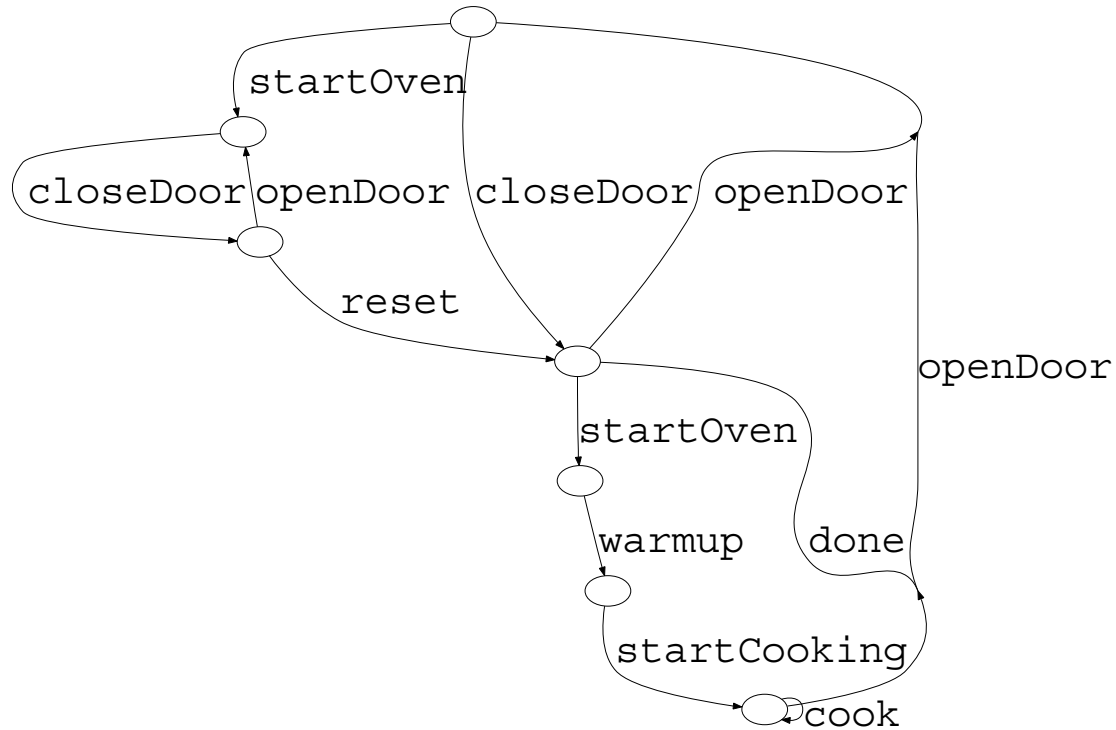 startOven
closeDoor
openDoor
closeDoor
openDoor
reset
openDoor
startOven
warmup
done
startCooking
cook